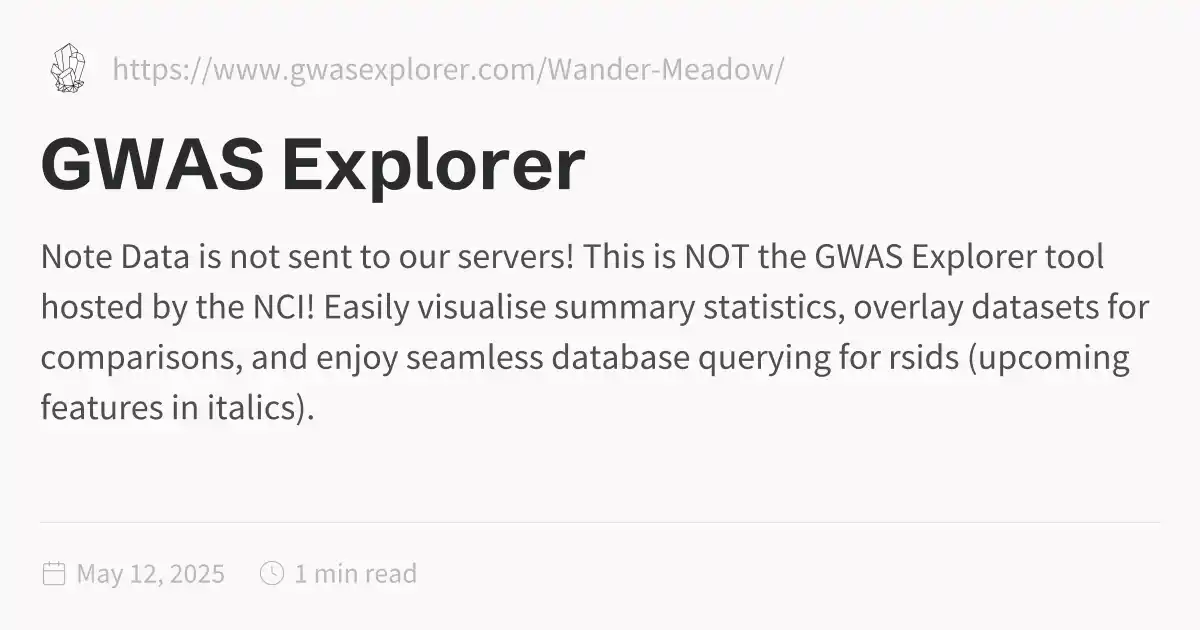 https://www.gwasexplorer.com/Wander-Meadow/
GWAS Explorer
Note Data is not sent to our servers! This is NOT the GWAS Explorer tool
hosted by the NCI! Easily visualise summary statistics, overlay datasets for
comparisons, and enjoy seamless database querying for rsids (upcoming
features in italics).
May 12, 2025
1 min read